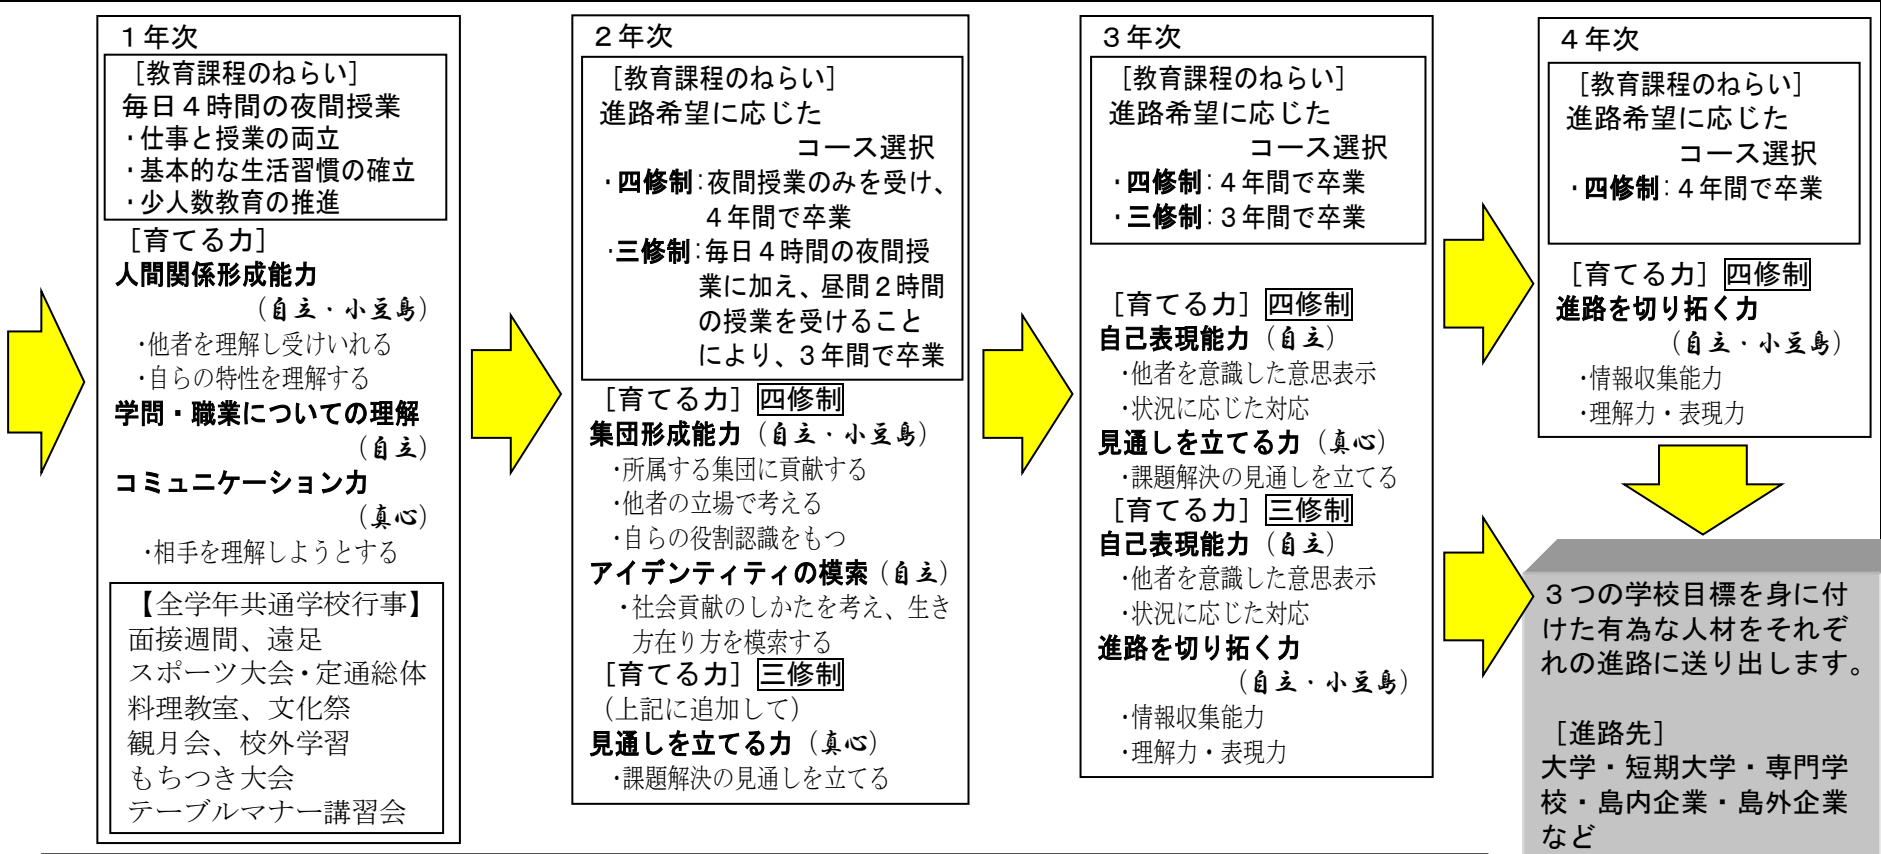 １年次
［教育課程のねらい］
毎日４時間の夜間授業
・仕事と授業の両立
・基本的な生活習慣の確立
・少人数教育の推進
［育てる力］
人間関係形成能力
（自立・小豆島）
・他者を理解し受けいれる
・自らの特性を理解する
学問・職業についての理解
（自立）
コミュニケーション力
（真心）
・相手を理解しようとする
【全学年共通学校行事】
面接週間、遠足
スポーツ大会・定通総体
料理教室、文化祭
観月会、校外学習
もちつき大会
テーブルマナー講習会
２年次
［教育課程のねらい］
進路希望に応じた
コース選択
・四修制：夜間授業のみを受け、
４年間で卒業
・三修制：毎日４時間の夜間授
業に加え、昼間２時間
の授業を受けること
により、３年間で卒業
［育てる力］四修制
集団形成能力（自立・小豆島）
・所属する集団に貢献する
・他者の立場で考える
・自らの役割認識をもつ
アイデンティティの模索（自立）
・社会貢献のしかたを考え、生き
方在り方を模索する
［育てる力］三修制
（上記に追加して）
見通しを立てる力（真心）
・課題解決の見通しを立てる
３年次
［教育課程のねらい］
進路希望に応じた
コース選択
・四修制：４年間で卒業
・三修制：３年間で卒業
［育てる力］四修制
自己表現能力（自立）
・他者を意識した意思表示
・状況に応じた対応
見通しを立てる力（真心）
・課題解決の見通しを立てる
［育てる力］三修制
自己表現能力（自立）
・他者を意識した意思表示
・状況に応じた対応
進路を切り拓く力
（自立・小豆島）
・情報収集能力
・理解力・表現力
４年次
［教育課程のねらい］
進路希望に応じた
コース選択
・四修制：４年間で卒業
［育てる力］四修制
進路を切り拓く力
（自立・小豆島）
・情報収集能力
・理解力・表現力
３つの学校目標を身に付
けた有為な人材をそれぞ
れの進路に送り出します。
［進路先］
大学・短期大学・専門学
校・島内企業・島外企業
など